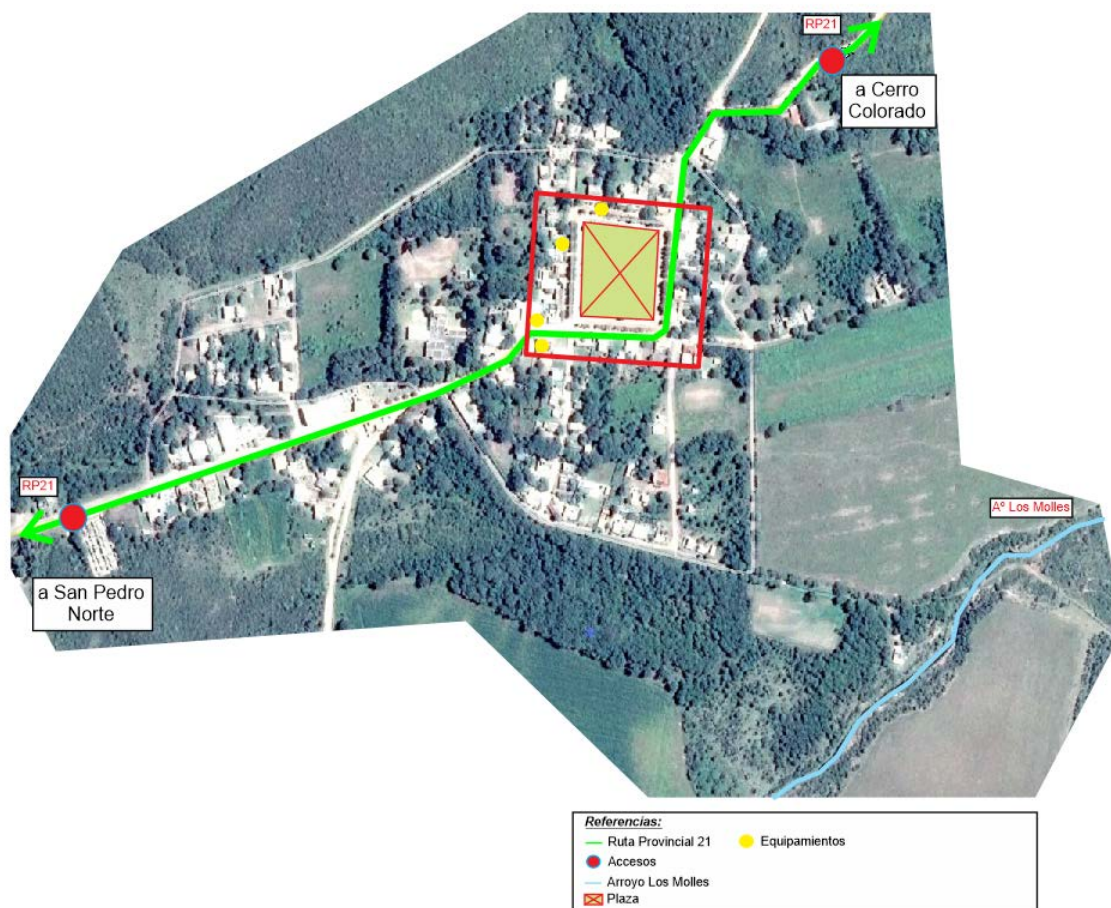 RP21
a Cerro
Colorado
RP21
Aº Los Molles
a San Pedro
Norte
Referencias:
Ruta Provincial 21
Equipamientos
Accesos
Arroyo Los Molles
Plaza